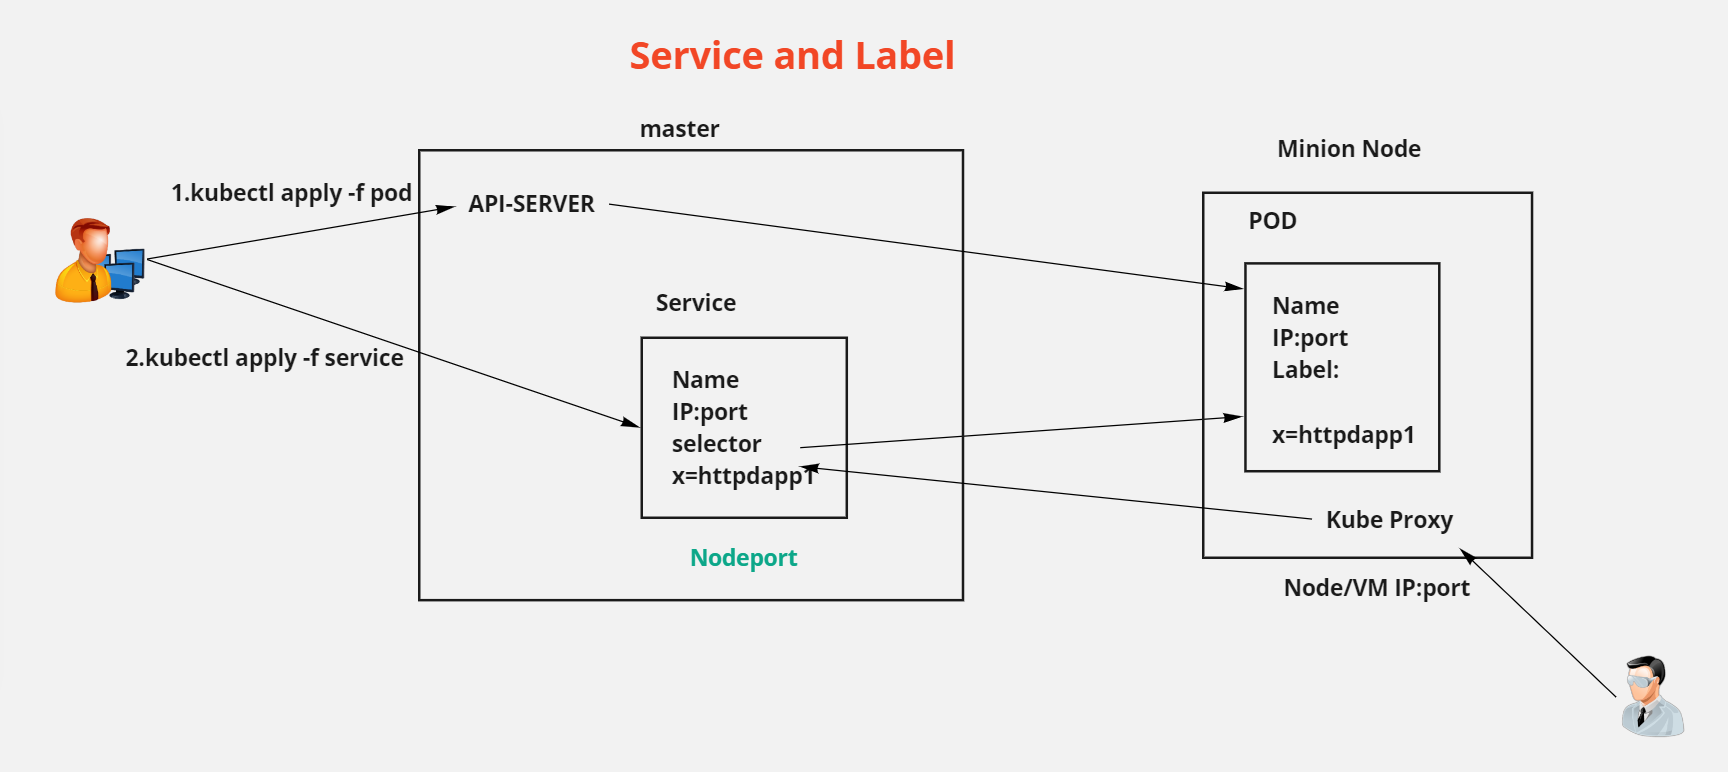 Service and Label
master
Minion Node
1.kubectl apply -f pod
API-SERVER
POD
Service
Name
IP:port
Label:
x=httpdapp1
2.kubectl apply -f service
Name
IP:port
selector
x=httpdapp1
Kube Proxy
Nodeport
Node/VM IP:port